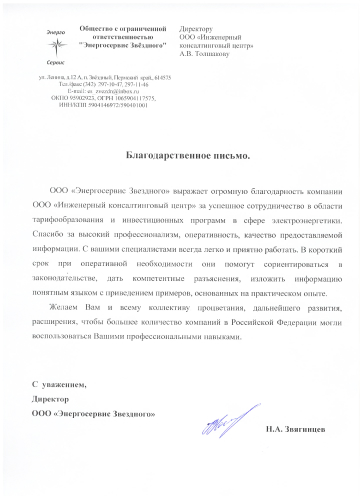 Энерго
Сервис
Общество с ограниченной
ответственностью
"Энергосервис Звёздного"
ул. Ленина, д.12 А, п. Звёздный, Пермский край, 614575
Тел./факс (342) 297-10-47, 297-11-46
E-mail: es_zvezdn@inbox.ru
ОКПО 95902923, ОГРН 1065904117575,
ИНН/КПП 5904146972/590401001
Директору
ООО «Инженерный
консалтинговый центр»
А.В. Толшакову
Благодарственное письмо.
ООО «Энергосервис Звездного» выражает огромную благодарность компании
ООО «Инженерный консалтинговый центр» за успешное сотрудничество в области
тарифообразования и инвестиционных программ в сфере электроэнергетики.
Спасибо за высокий профессионализм, оперативность, качество предоставляемой
информации. С вашими специалистами всегда легко и приятно работать. В короткий
срок при оперативной необходимости они помогут сориентироваться в
законодательстве, дать компетентные разъяснения, изложить информацию
понятным языком с приведением примеров, основанных на практическом опыте.
Желаем Вам и всему коллективу процветания, дальнейшего развития,
расширения, чтобы большее количество компаний в Российской Федерации могли
воспользоваться Вашими профессиональными навыками.
С уважением,
Директор
ООО «Энергосервис Звездного»
Н.А. Звягинцев